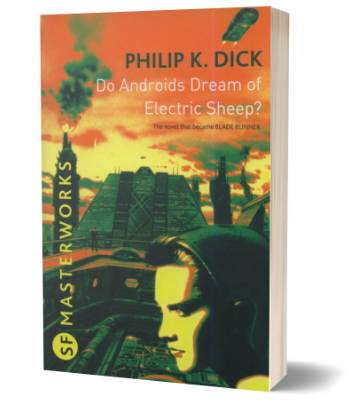 PHILIP K. DICK
Do Androids Dream of
Electric Sheep?
The novel that became BLADE RUNNER
SF MASTERWORKS